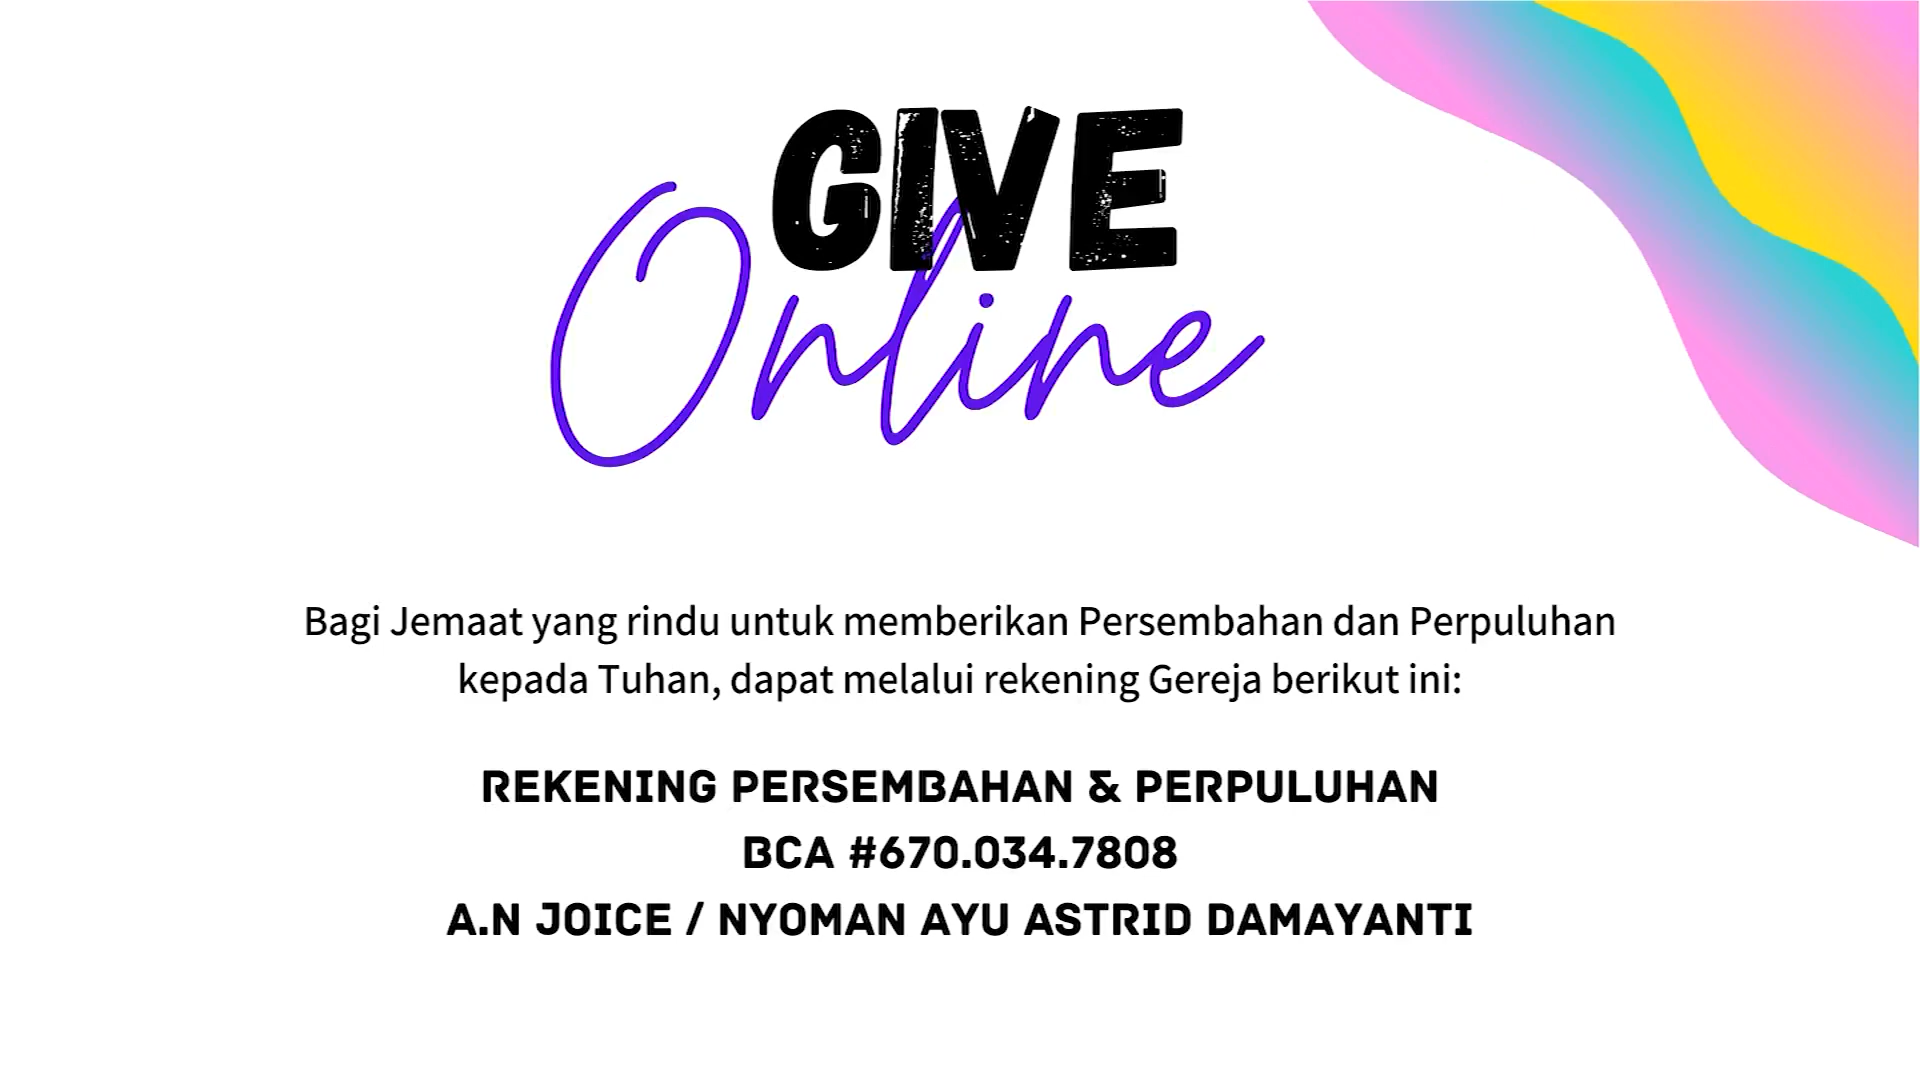 GIVE
Online
Bagi Jemaat yang rindu untuk memberikan Persembahan dan Perpuluhan
kepada Tuhan, dapat melalui rekening Gereja berikut ini:
REKENING PERSEMBAHAN & PERPULUHAN
BCA #670.034.7808
A.N JOICE / NYOMAN AYU ASTRID DAMAYANTI